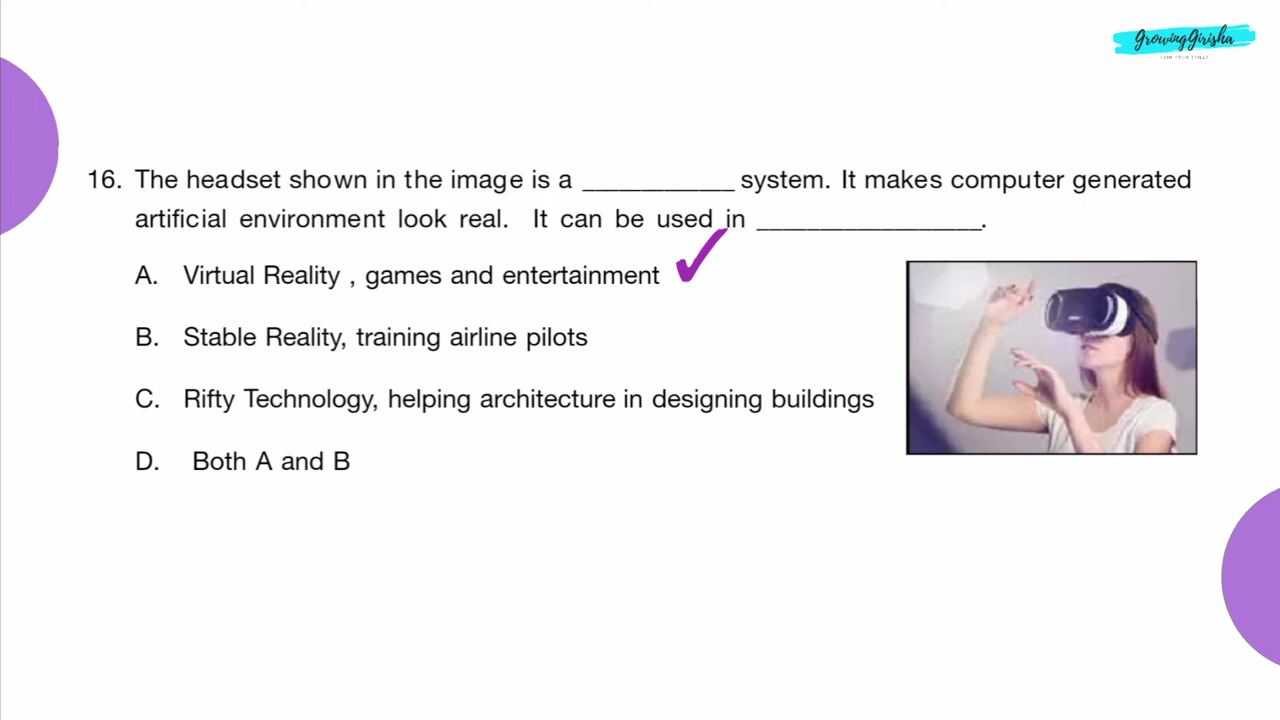 GrowingGirisha
16. The headset shown in the image is a ___________ system. It makes computer generated
artificial environment look real. It can be used in _________________.
A. Virtual Reality , games and entertainment
B. Stable Reality, training airline pilots
C. Rifty Technology, helping architecture in designing buildings
D. Both A and B